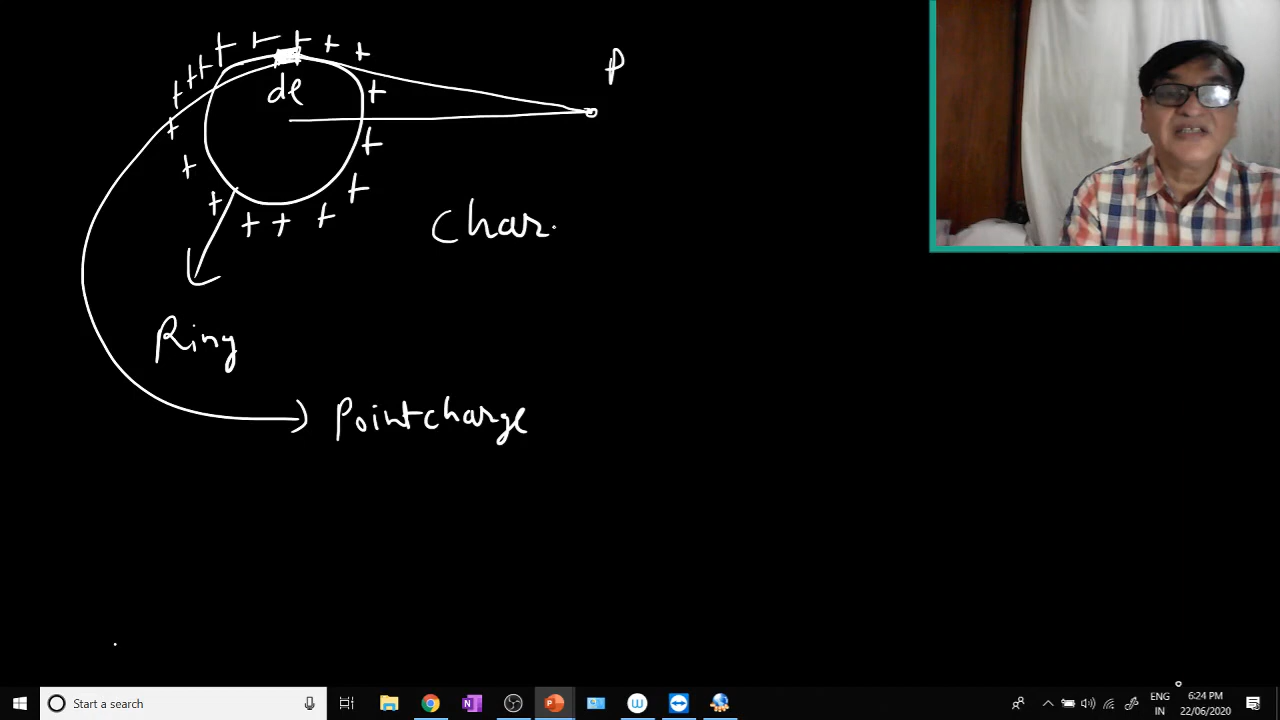 P
dl
Char.
Ring
Pointcharge
Start a search
ENG
IN
6:24 PM
22/06/2020